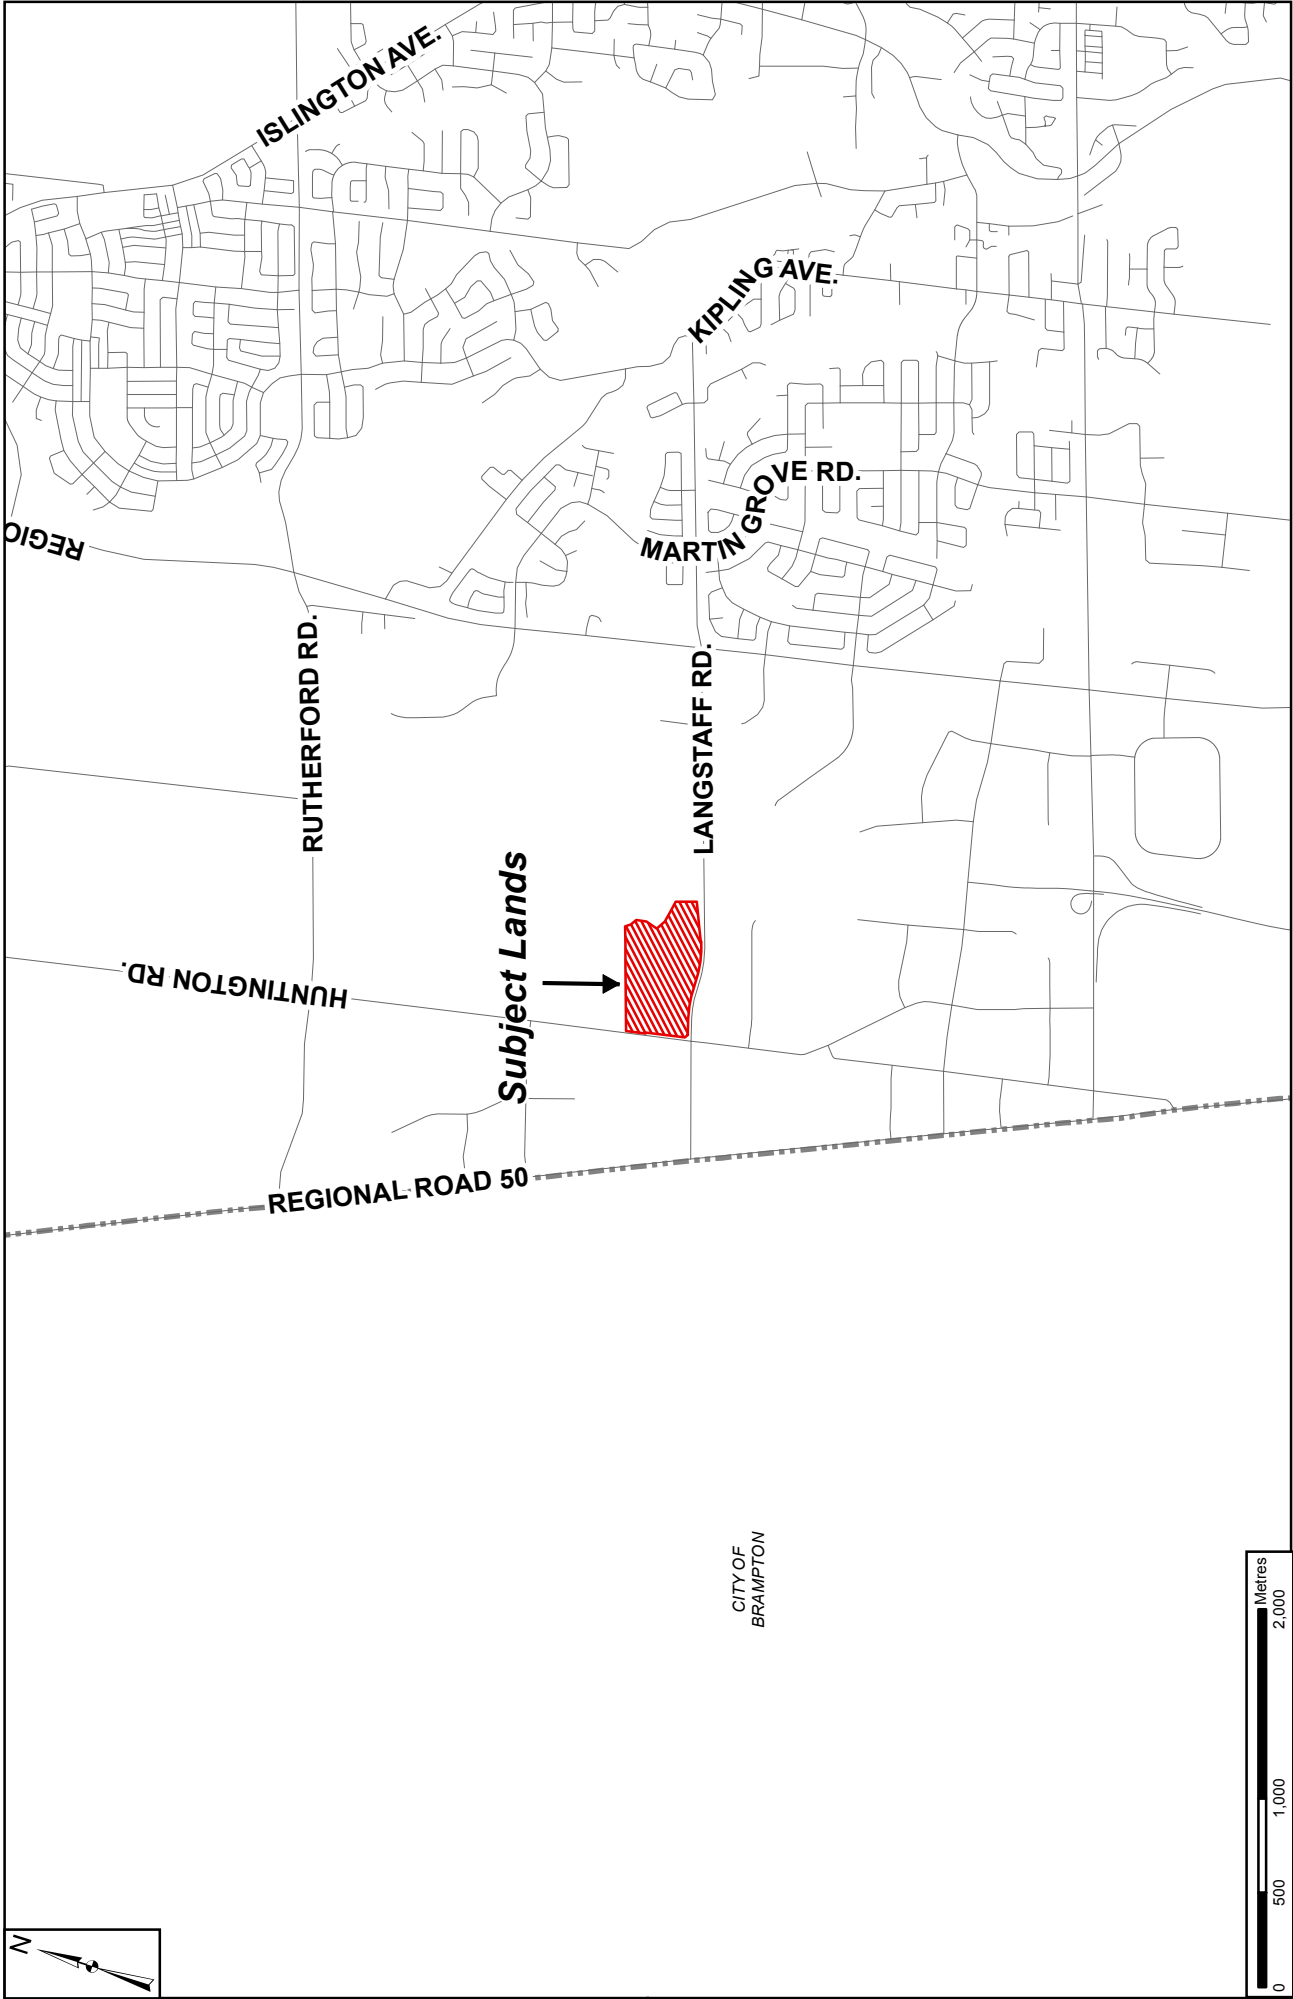 ISLINGTON AVE.
KIPLING AVE.
MARTIN GROVE RD.
REGIO
RUTHERFORD RD.
LANGSTAFF RD.
HUNTINGTON RD.
Subject Lands
REGIONAL ROAD 50
CITY OF
BRAMPTON
N
Metres
0 500 1,000 2,000